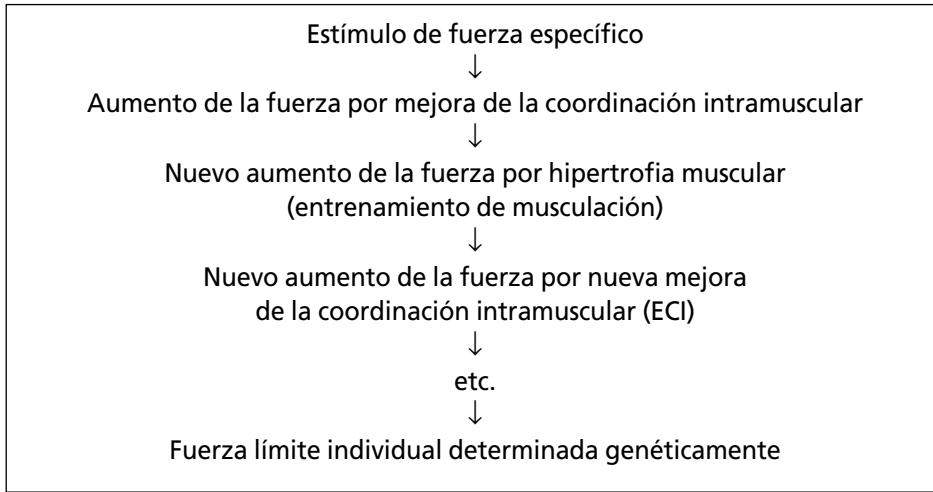 Estímulo de fuerza específico
↓
Aumento de la fuerza por mejora de la coordinación intramuscular
↓
Nuevo aumento de la fuerza por hipertrofia muscular
(entrenamiento de musculación)
↓
Nuevo aumento de la fuerza por nueva mejora
de la coordinación intramuscular (ECI)
↓
etc.
↓
Fuerza límite individual determinada genéticamente